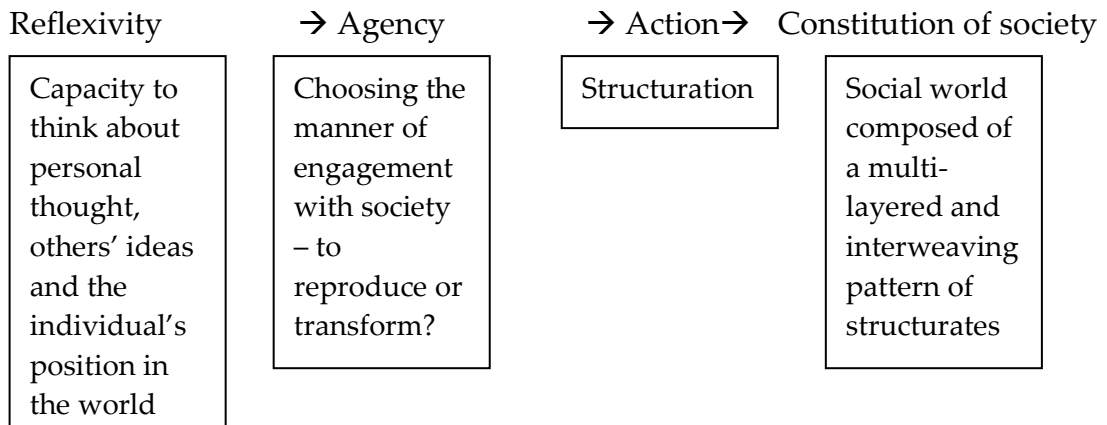 Reflexivity → Agency → Action→ Constitution of society
Capacity to
think about
personal
thought,
others’ ideas
and the
individual’s
position in
the world
Choosing the
manner of
engagement
with society
– to
reproduce or
transform?
Structuration
Social world
composed of
a multi-
layered and
interweaving
pattern of
structurates